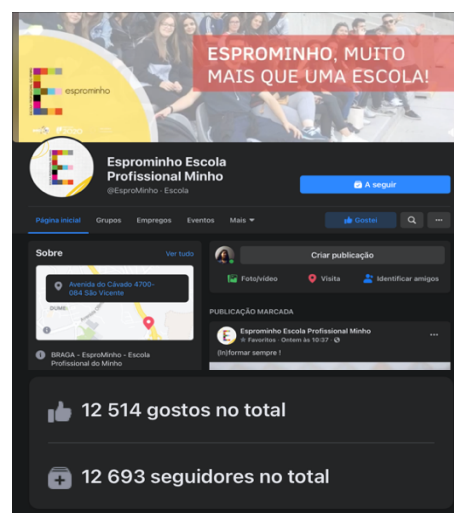 ESPROMINHO, MUITO
MAIS QUE UMA ESCOLA!
esprominho
Esprominho Escola
Profissional Minho
@EsproMinho · Escola
A seguir
Página inicial Grupos Empregos Eventos Mais Gostei
Sobre Ver tudo
Avenida do Cávado 4700-
084 São Vicente
DUME:
BRAGA - EsproMinho - Escola
Profissional do Minho
Criar publicação
Foto/vídeo Visita Identificar amigos
PUBLICAÇÃO MARCADA
Esprominho Escola Profissional Minho
Favoritos · Ontem às 10:37 ·
(In)formar sempre !
12 514 gostos no total
12 693 seguidores no total